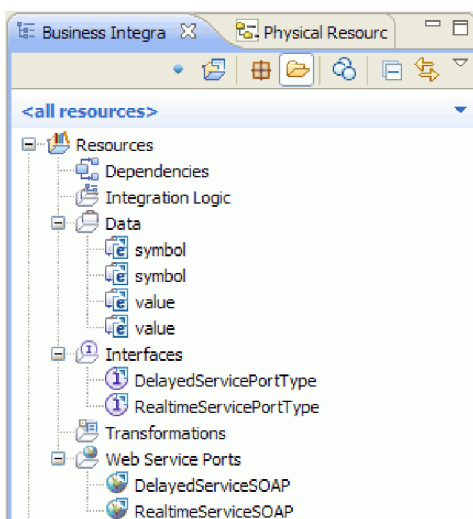 Business Integra
Physical Resourc
<all resources>
Resources
Dependencies
Integration Logic
Data
symbol
symbol
value
value
Interfaces
DelayedServicePortType
RealtimeServicePortType
Transformations
Web Service Ports
DelayedServiceSOAP
RealtimeServiceSOAP